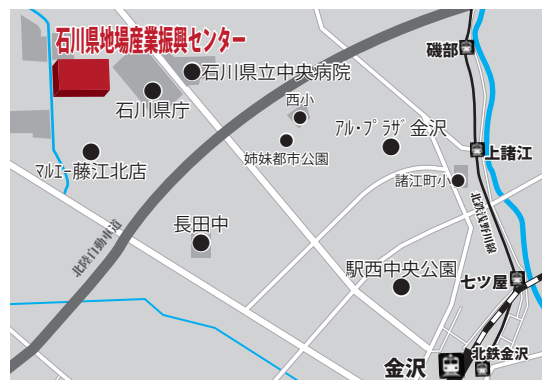 石川県地場産業振興センター
磯部
石川県立中央病院
石川県庁
西小
ｱﾙ･ﾌﾟﾗｻﾞ金沢
姉妹都市公園
上諸江
ﾏﾙｴｰ藤江北店
諸江町小
北鉄浅野川線
長田中
北陸自動車道
駅西中央公園
七ツ屋
金沢
北鉄金沢